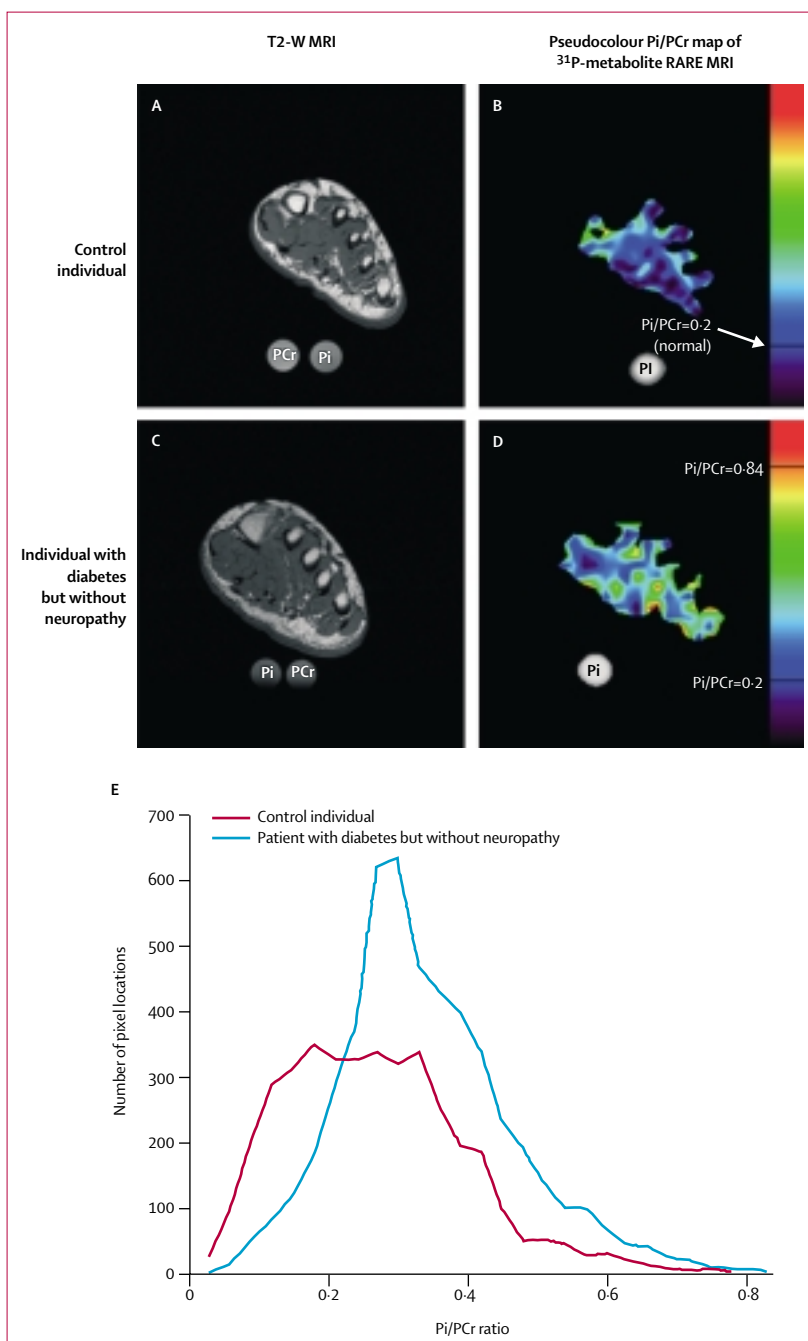 T2-W MRI
Pseudocolour Pi/PCr map of
³¹P-metabolite RARE MRI
A
B
Control
individual
PCr
Pi
Pi/PCr=0·2
(normal)
PI
C
D
Individual with
diabetes
but without
neuropathy
Pi
PCr
Pi/PCr=0·84
Pi
Pi/PCr=0·2
E
Control individual
Patient with diabetes but without neuropathy
Number of pixel locations
700
600
500
400
300
200
100
0
0
0·2
0·4
0·6
0·8
Pi/PCr ratio